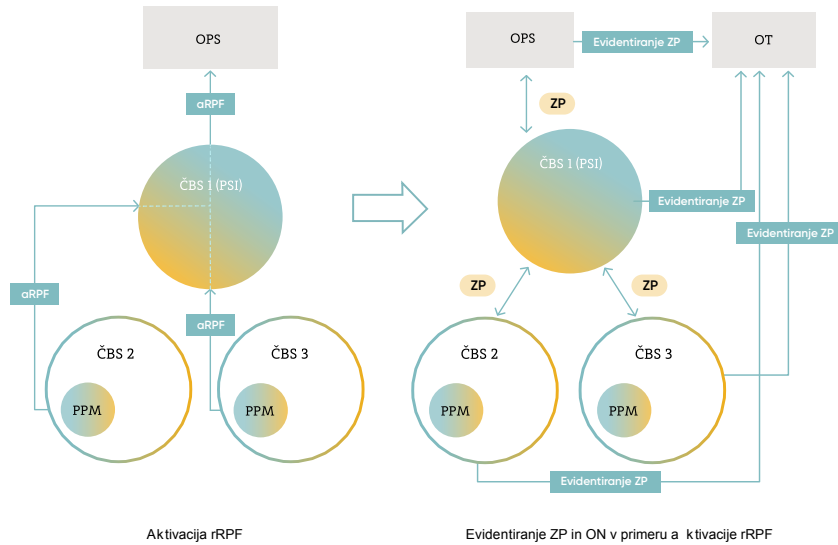 OPS
aRPF
ČBS 1 (PSI)
aRPF
aRPF
ČBS 2
ČBS 3
PPM
PPM
Aktivacija rRPF
OPS
Evidentiranje ZP
OT
ZP
ČBS 1 (PSI)
Evidentiranje ZP
Evidentiranje ZP
ZP
ZP
ČBS 2
ČBS 3
PPM
PPM
Evidentiranje ZP
Evidentiranje ZP in ON v primeru a ktivacije rRPF